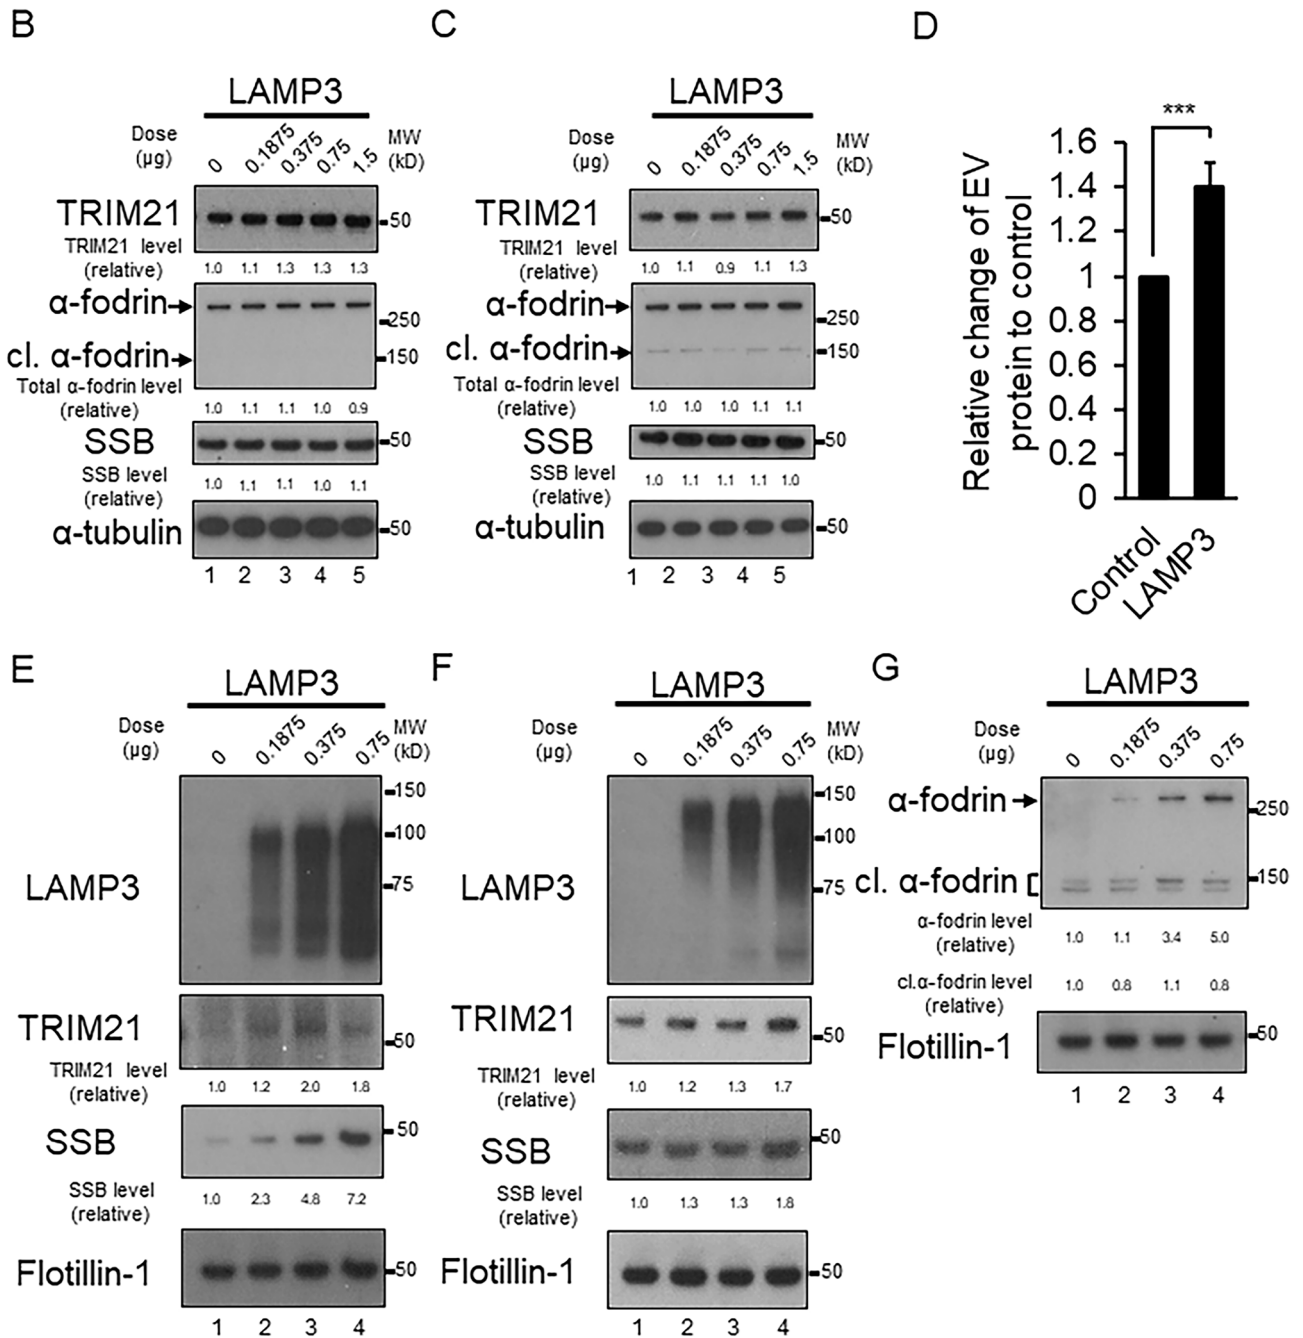 B
LAMP3
Dose
(μg)
0
0.1875
0.375
0.75
1.5
MW
(kD)
TRIM21
50
TRIM21 level
(relative)
1.0 1.1 1.3 1.3 1.3
α-fodrin
250
cl. α-fodrin
150
Total α-fodrin level
(relative)
1.0 1.1 1.1 1.0 0.9
SSB
50
SSB level
(relative)
1.0 1.1 1.1 1.0 1.1
α-tubulin
50
1 2 3 4 5
C
LAMP3
Dose
(μg)
0
0.1875
0.375
0.75
1.5
MW
(kD)
TRIM21
50
TRIM21 level
(relative)
1.0 1.1 0.9 1.1 1.3
α-fodrin
250
cl. α-fodrin
150
Total α-fodrin level
(relative)
1.0 1.0 1.0 1.1 1.1
SSB
50
SSB level
(relative)
1.0 1.1 1.1 1.1 1.0
α-tubulin
50
1 2 3 4 5
D
Relative change of EV
protein to control
1.6
1.4
1.2
1
0.8
0.6
0.4
0.2
0
***
Control
LAMP3
E
LAMP3
Dose
(μg)
0
0.1875
0.375
0.75
MW
(kD)
150
100
LAMP3
75
TRIM21
50
TRIM21 level
(relative)
1.0 1.2 2.0 1.8
SSB
50
SSB level
(relative)
1.0 2.3 4.8 7.2
Flotillin-1
50
1 2 3 4
F
LAMP3
Dose
(μg)
0
0.1875
0.375
0.75
MW
(kD)
150
100
LAMP3
75
TRIM21
50
TRIM21 level
(relative)
1.0 1.2 1.3 1.7
SSB
50
SSB level
(relative)
1.0 1.3 1.3 1.8
Flotillin-1
50
1 2 3 4
G
LAMP3
Dose
(μg)
0
0.1875
0.375
0.75
α-fodrin
250
cl. α-fodrin
150
α-fodrin level
(relative)
1.0 1.1 3.4 5.0
cl.α-fodrin level
(relative)
1.0 0.8 1.1 0.8
Flotillin-1
50
1 2 3 4